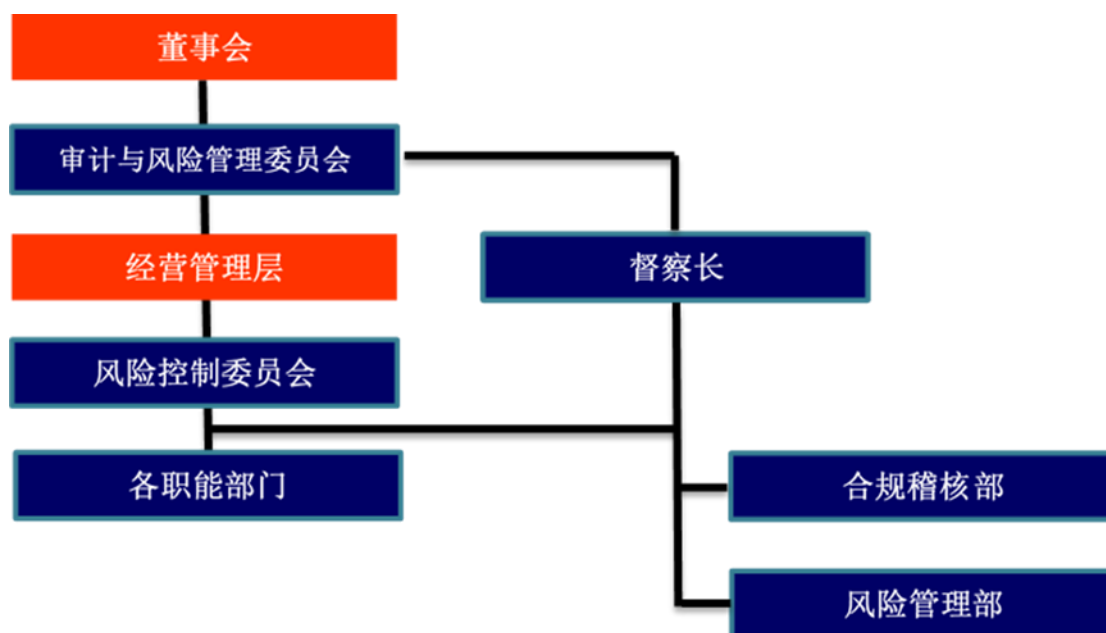 董事会
审计与风险管理委员会
经营管理层
督察长
风险控制委员会
各职能部门
合规稽核部
风险管理部